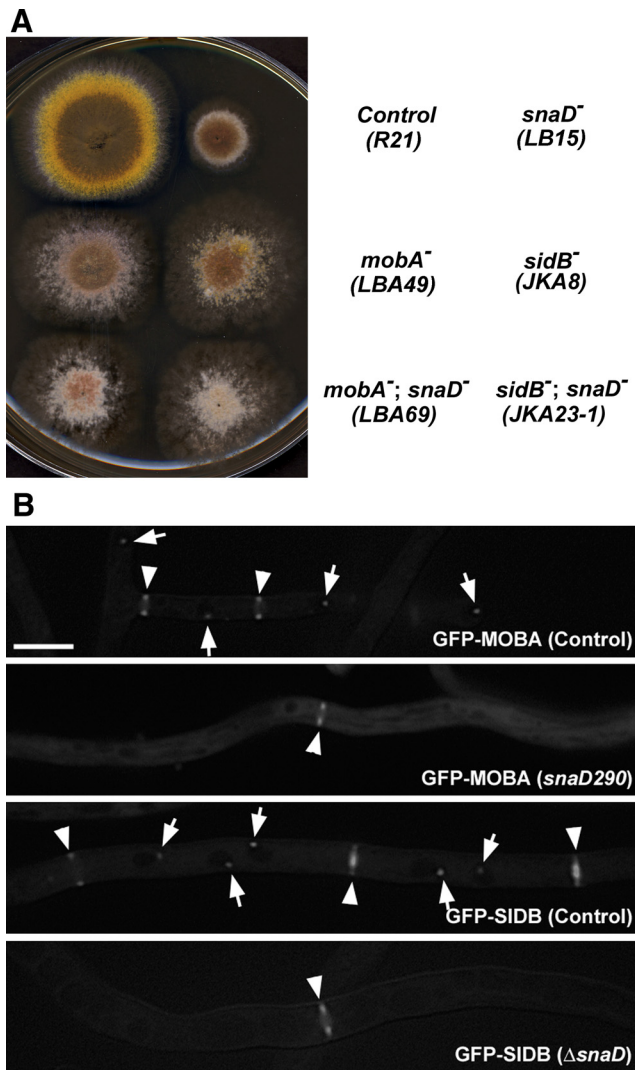 A
Control snaD⁻
(R21) (LB15)
mobA⁻ sidB⁻
(LBA49) (JKA8)
mobA⁻; snaD⁻ sidB⁻; snaD⁻
(LBA69) (JKA23-1)
B
GFP-MOBA (Control)
GFP-MOBA (snaD290)
GFP-SIDB (Control)
GFP-SIDB (ΔsnaD)